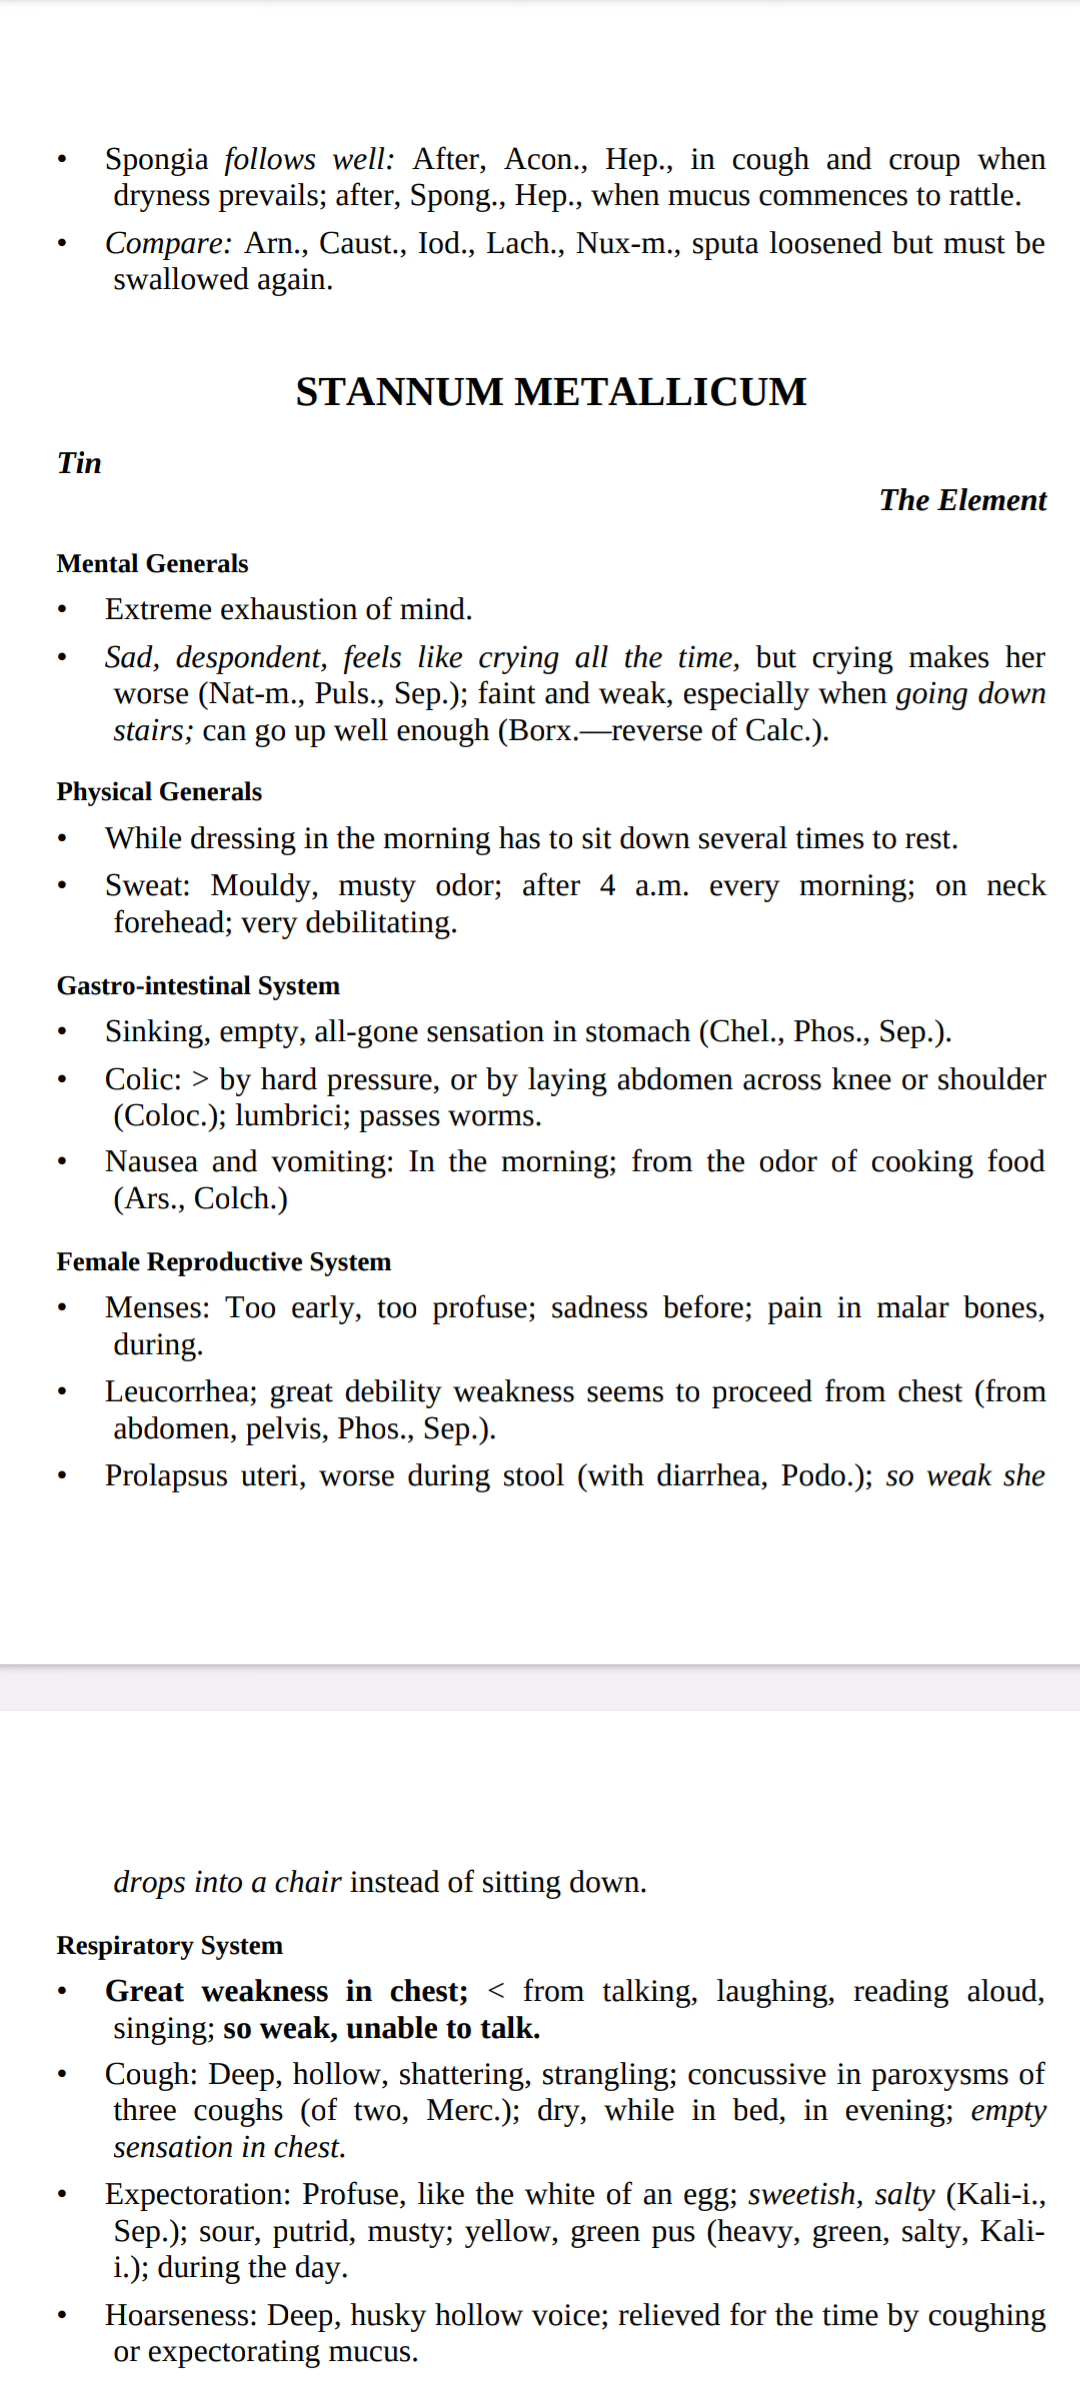 • Spongia follows well: After, Acon., Hep., in cough and croup when
dryness prevails; after, Spong., Hep., when mucus commences to rattle.
• Compare: Arn., Caust., Iod., Lach., Nux-m., sputa loosened but must be
swallowed again.
STANNUM METALLICUM
Tin
The Element
Mental Generals
• Extreme exhaustion of mind.
• Sad, despondent, feels like crying all the time, but crying makes her
worse (Nat-m., Puls., Sep.); faint and weak, especially when going down
stairs; can go up well enough (Borx.—reverse of Calc.).
Physical Generals
• While dressing in the morning has to sit down several times to rest.
• Sweat: Mouldy, musty odor; after 4 a.m. every morning; on neck
forehead; very debilitating.
Gastro-intestinal System
• Sinking, empty, all-gone sensation in stomach (Chel., Phos., Sep.).
• Colic: > by hard pressure, or by laying abdomen across knee or shoulder
(Coloc.); lumbrici; passes worms.
• Nausea and vomiting: In the morning; from the odor of cooking food
(Ars., Colch.)
Female Reproductive System
• Menses: Too early, too profuse; sadness before; pain in malar bones,
during.
• Leucorrhea; great debility weakness seems to proceed from chest (from
abdomen, pelvis, Phos., Sep.).
• Prolapsus uteri, worse during stool (with diarrhea, Podo.); so weak she
drops into a chair instead of sitting down.
Respiratory System
• Great weakness in chest; < from talking, laughing, reading aloud,
singing; so weak, unable to talk.
• Cough: Deep, hollow, shattering, strangling; concussive in paroxysms of
three coughs (of two, Merc.); dry, while in bed, in evening; empty
sensation in chest.
• Expectoration: Profuse, like the white of an egg; sweetish, salty (Kali-i.,
Sep.); sour, putrid, musty; yellow, green pus (heavy, green, salty, Kali-
i.); during the day.
• Hoarseness: Deep, husky hollow voice; relieved for the time by coughing
or expectorating mucus.